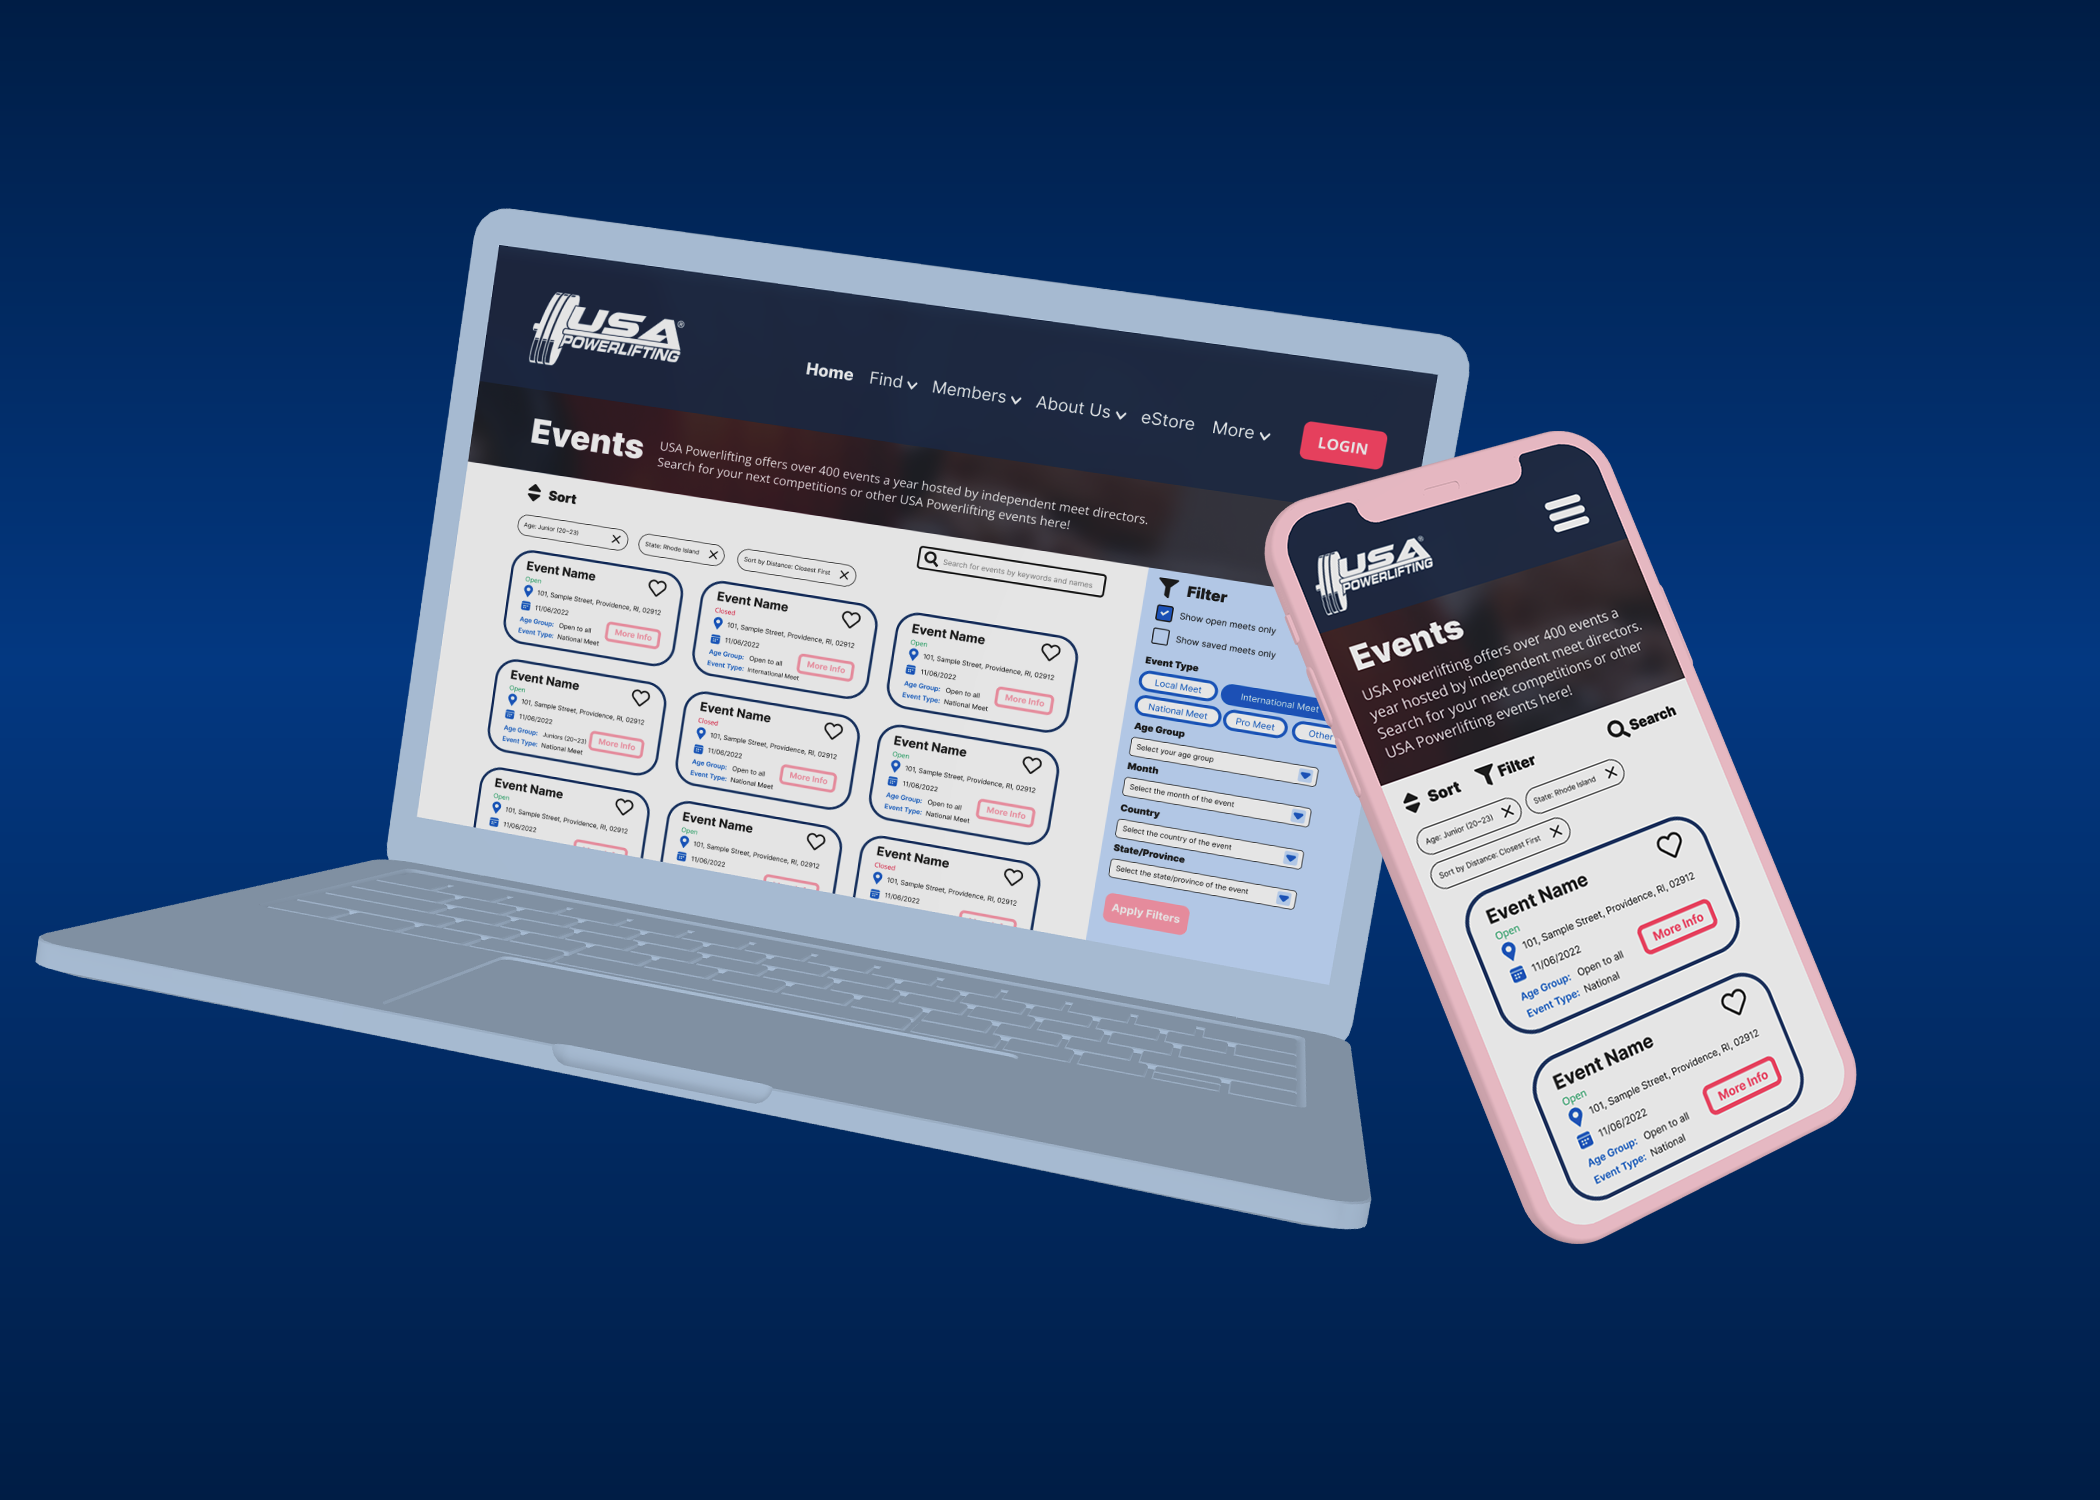 USA
POWERLIFTING
®
Home Find Members About Us eStore More LOGIN
Events
USA Powerlifting offers over 400 events a year hosted by independent meet directors.
Search for your next competitions or other USA Powerlifting events here!
Sort
Age: Junior (20-23) State: Rhode Island Sort by Distance: Closest First
Search for events by keywords and names
Event Name
Open
101, Sample Street, Providence, RI, 02912
11/06/2022
Age Group: Open to all
Event Type: National Meet
More Info
Event Name
Closed
101, Sample Street, Providence, RI, 02912
11/06/2022
Age Group: Open to all
Event Type: International Meet
More Info
Event Name
Open
101, Sample Street, Providence, RI, 02912
11/06/2022
Age Group: Open to all
Event Type: National Meet
More Info
Event Name
Open
101, Sample Street, Providence, RI, 02912
11/06/2022
Age Group: Juniors (20-23)
Event Type: National Meet
More Info
Event Name
Closed
101, Sample Street, Providence, RI, 02912
11/06/2022
Age Group: Open to all
Event Type: National Meet
More Info
Event Name
Open
101, Sample Street, Providence, RI, 02912
11/06/2022
Age Group: Open to all
Event Type: National Meet
More Info
Event Name
Open
101, Sample Street, Providence, RI, 02912
11/06/2022
Event Name
Open
101, Sample Street, Providence, RI, 02912
11/06/2022
Event Name
Closed
101, Sample Street, Providence, RI, 02912
11/06/2022
Filter
Show open meets only
Show saved meets only
Event Type
Local Meet International Meet
National Meet Pro Meet Other
Age Group
Select your age group
Month
Select the month of the event
Country
Select the country of the event
State/Province
Select the state/province of the event
Apply Filters
USA
POWERLIFTING
®
Events
USA Powerlifting offers over 400 events a
year hosted by independent meet directors.
Search for your next competitions or other
USA Powerlifting events here!
Sort Filter Search
Age: Junior (20-23) State: Rhode Island
Sort by Distance: Closest First
Event Name
Open
101, Sample Street, Providence, RI, 02912
11/06/2022
Age Group: Open to all
Event Type: National
More Info
Event Name
Open
101, Sample Street, Providence, RI, 02912
11/06/2022
Age Group: Open to all
Event Type: National
More Info